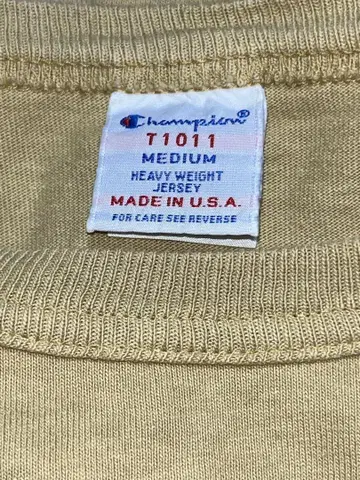 Champion
T1011
MEDIUM
HEAVY WEIGHT
JERSEY
MADE IN U.S.A.
FOR CARE SEE REVERSE